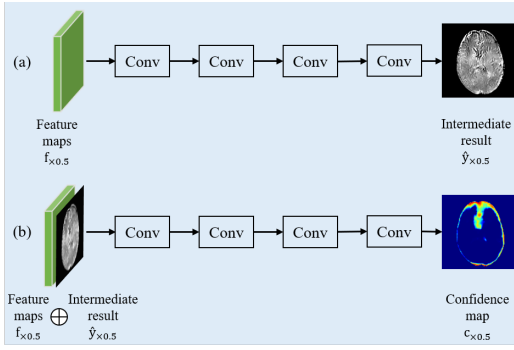 (a)
Conv Conv Conv Conv
Feature maps f×0.5
Intermediate result ŷ×0.5
(b)
Conv Conv Conv Conv
Feature maps f×0.5
⊕
Intermediate result ŷ×0.5
Confidence map c×0.5